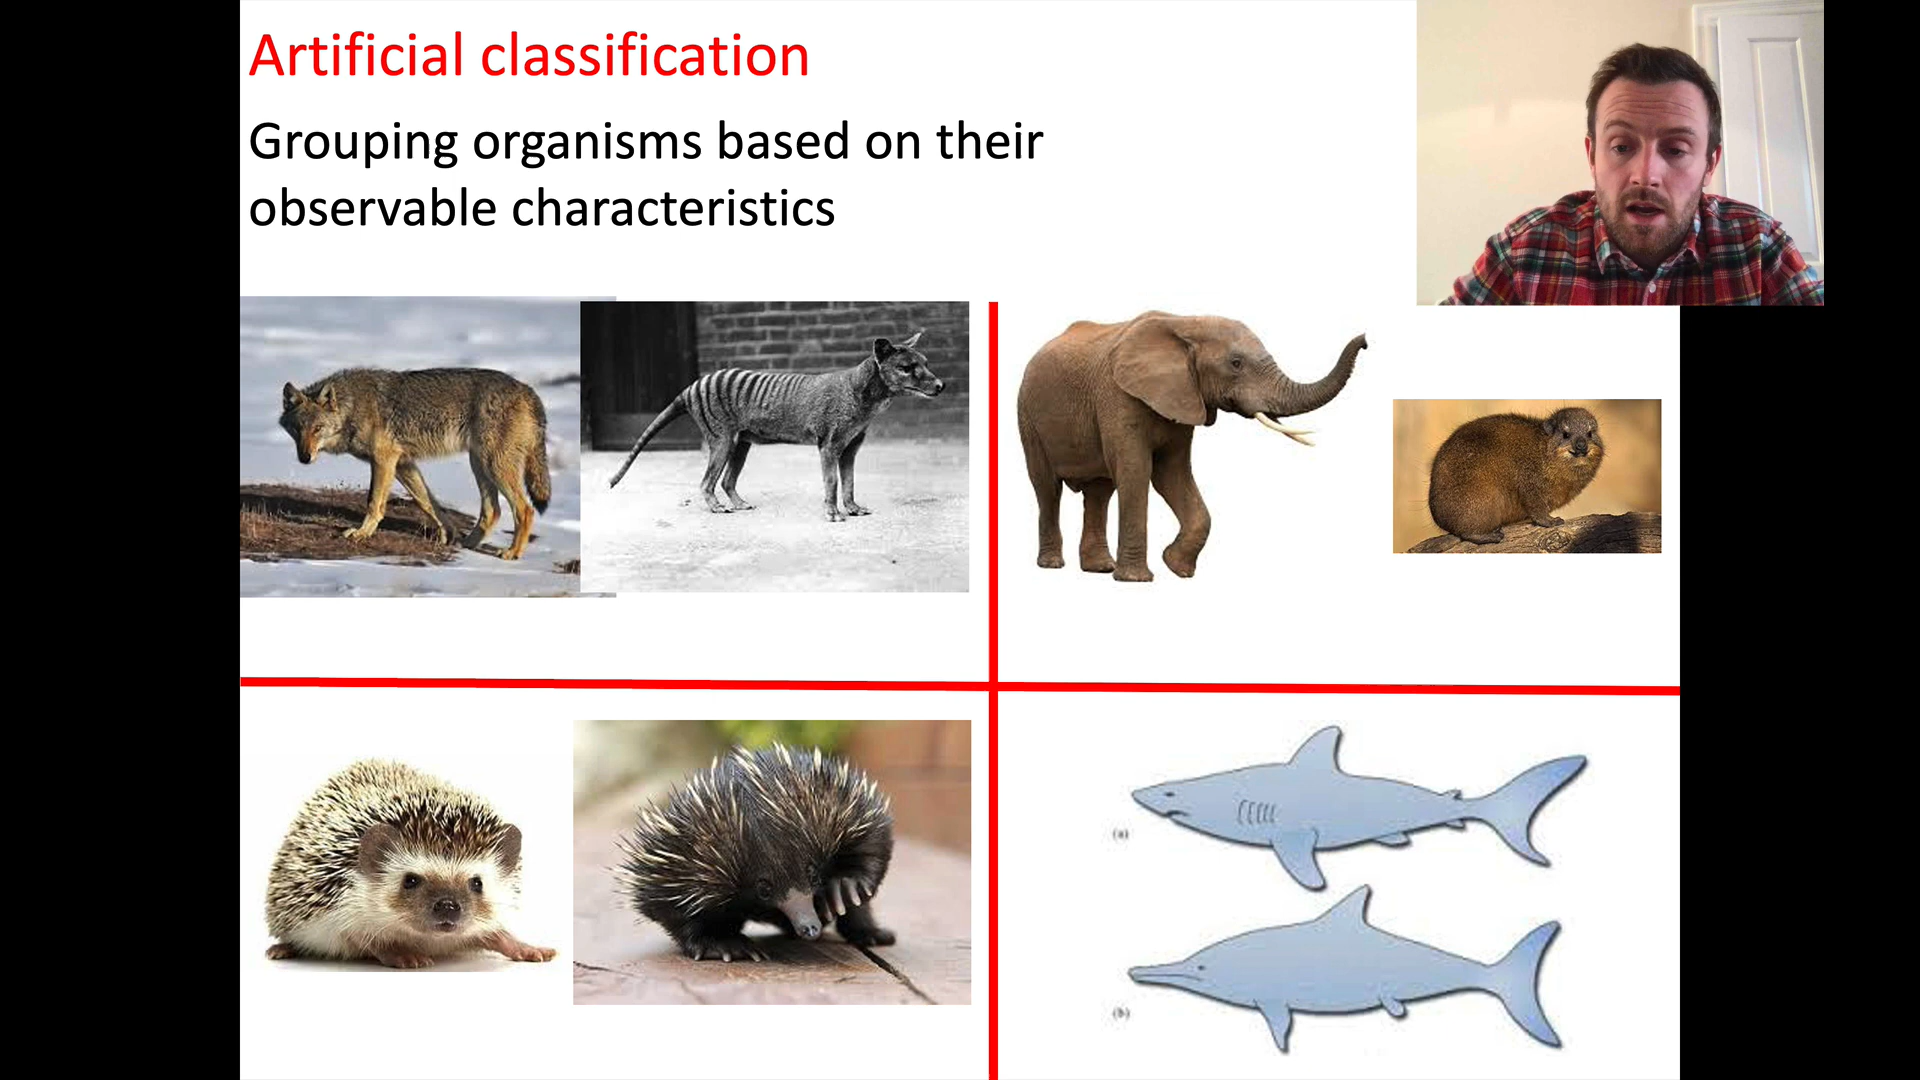 Artificial classification
Grouping organisms based on their
observable characteristics
(a)
(b)